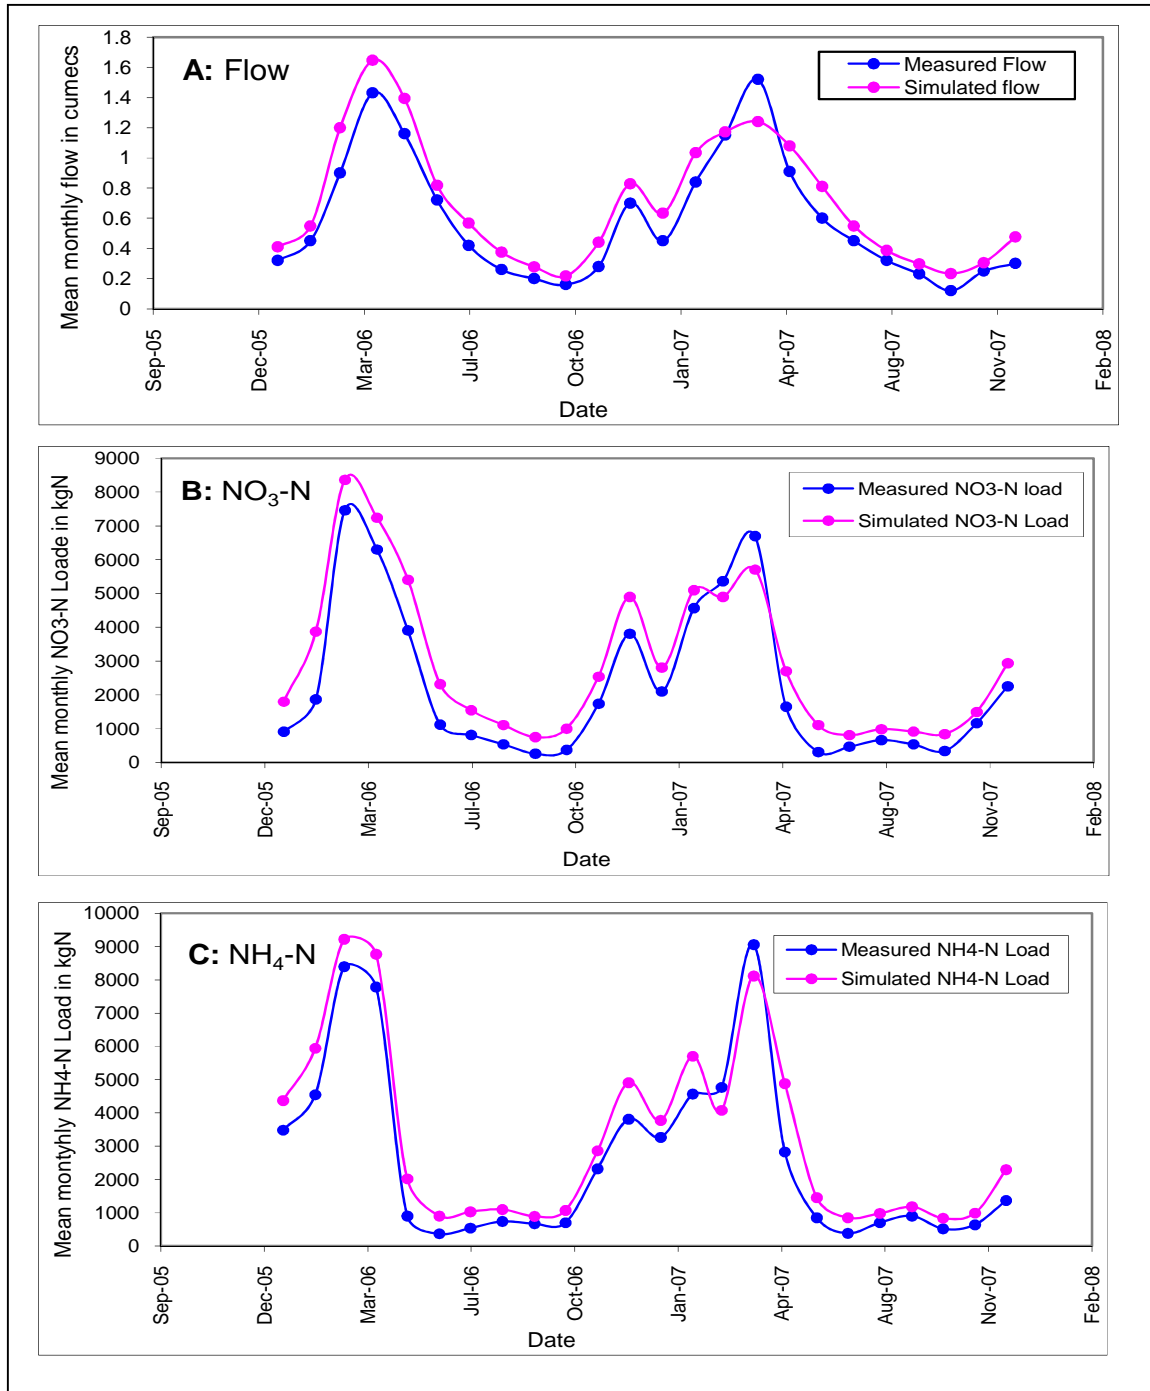 A: Flow
Measured Flow
Simulated flow
Mean monthly flow in cumecs
1.8
1.6
1.4
1.2
1
0.8
0.6
0.4
0.2
0
Sep-05
Dec-05
Mar-06
Jul-06
Oct-06
Jan-07
Apr-07
Aug-07
Nov-07
Feb-08
Date
B: NO3-N
Measured NO3-N load
Simulated NO3-N Load
Mean monthly NO3-N Loade in kgN
9000
8000
7000
6000
5000
4000
3000
2000
1000
0
Sep-05
Dec-05
Mar-06
Jul-06
Oct-06
Jan-07
Apr-07
Aug-07
Nov-07
Feb-08
Date
C: NH4-N
Measured NH4-N Load
Simulated NH4-N Load
Mean montyhly NH4-N Load in kgN
10000
9000
8000
7000
6000
5000
4000
3000
2000
1000
0
Sep-05
Dec-05
Mar-06
Jul-06
Oct-06
Jan-07
Apr-07
Aug-07
Nov-07
Feb-08
Date